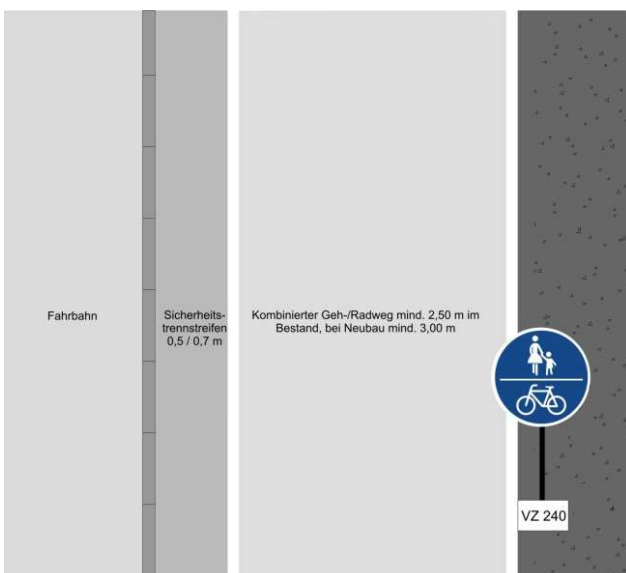 Fahrbahn
Sicherheits-
trennstreifen
0,5 / 0,7 m
Kombinierter Geh-/Radweg mind. 2,50 m im
Bestand, bei Neubau mind. 3,00 m
VZ 240